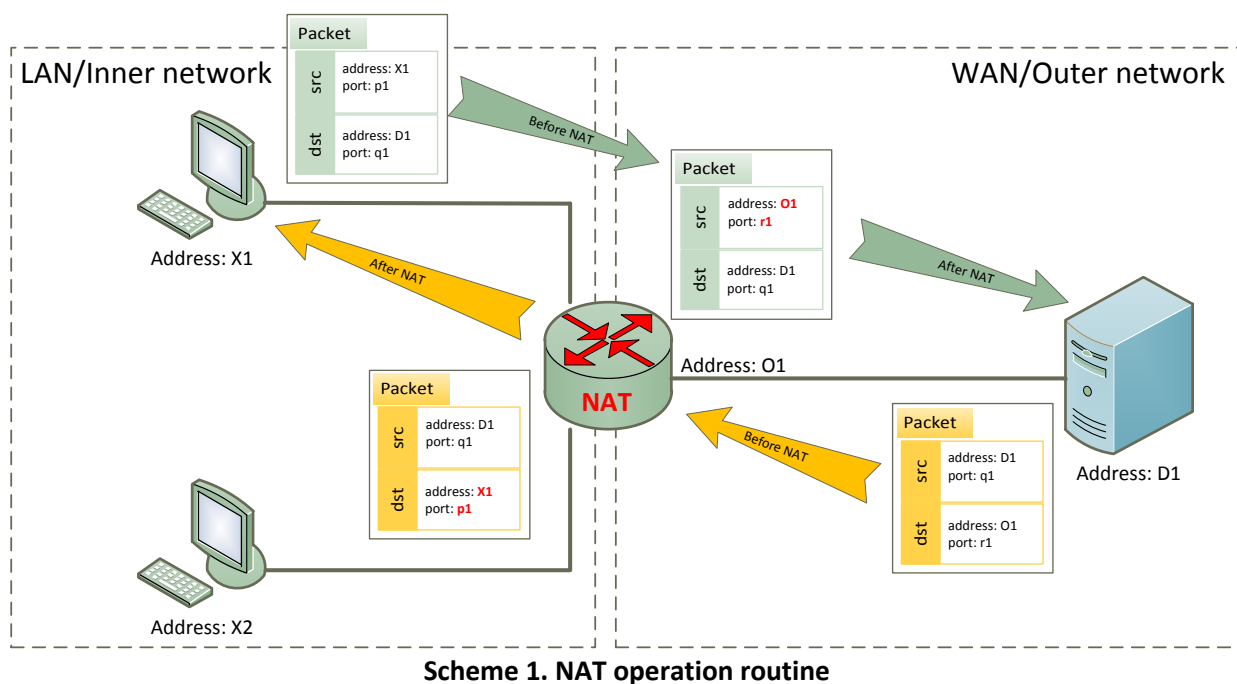 LAN/Inner network
WAN/Outer network
Packet
src
address: X1
port: p1
dst
address: D1
port: q1
Before NAT
Packet
src
address: O1
port: r1
dst
address: D1
port: q1
After NAT
Address: X1
After NAT
Address: O1
NAT
Packet
src
address: D1
port: q1
dst
address: X1
port: p1
Before NAT
Packet
src
address: D1
port: q1
dst
address: O1
port: r1
Address: D1
Address: X2
Scheme 1. NAT operation routine